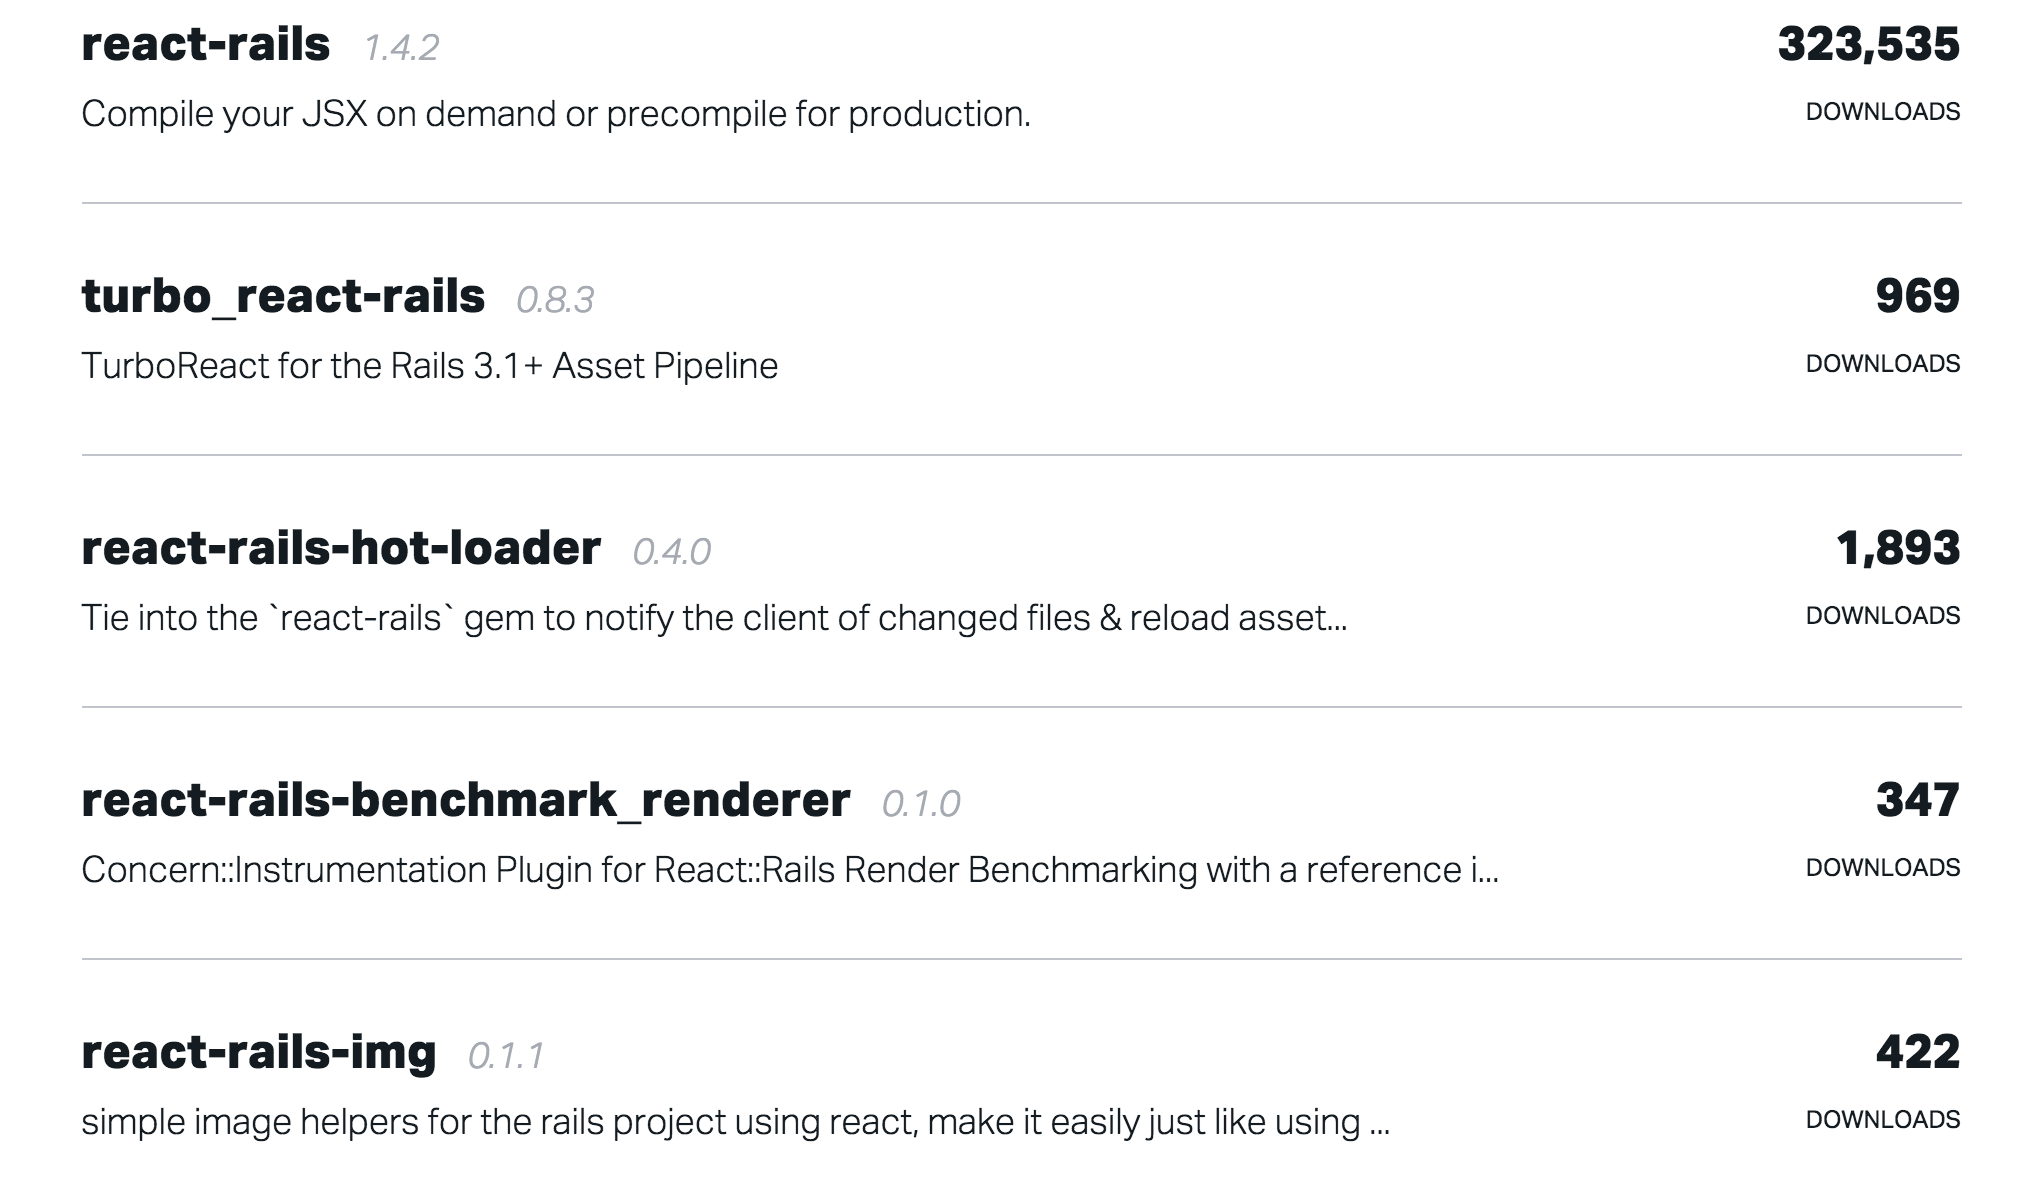 react-rails 1.4.2 323,535
Compile your JSX on demand or precompile for production. DOWNLOADS
turbo_react-rails 0.8.3 969
TurboReact for the Rails 3.1+ Asset Pipeline DOWNLOADS
react-rails-hot-loader 0.4.0 1,893
Tie into the `react-rails` gem to notify the client of changed files & reload asset... DOWNLOADS
react-rails-benchmark_renderer 0.1.0 347
Concern::Instrumentation Plugin for React::Rails Render Benchmarking with a reference i... DOWNLOADS
react-rails-img 0.1.1 422
simple image helpers for the rails project using react, make it easily just like using ... DOWNLOADS